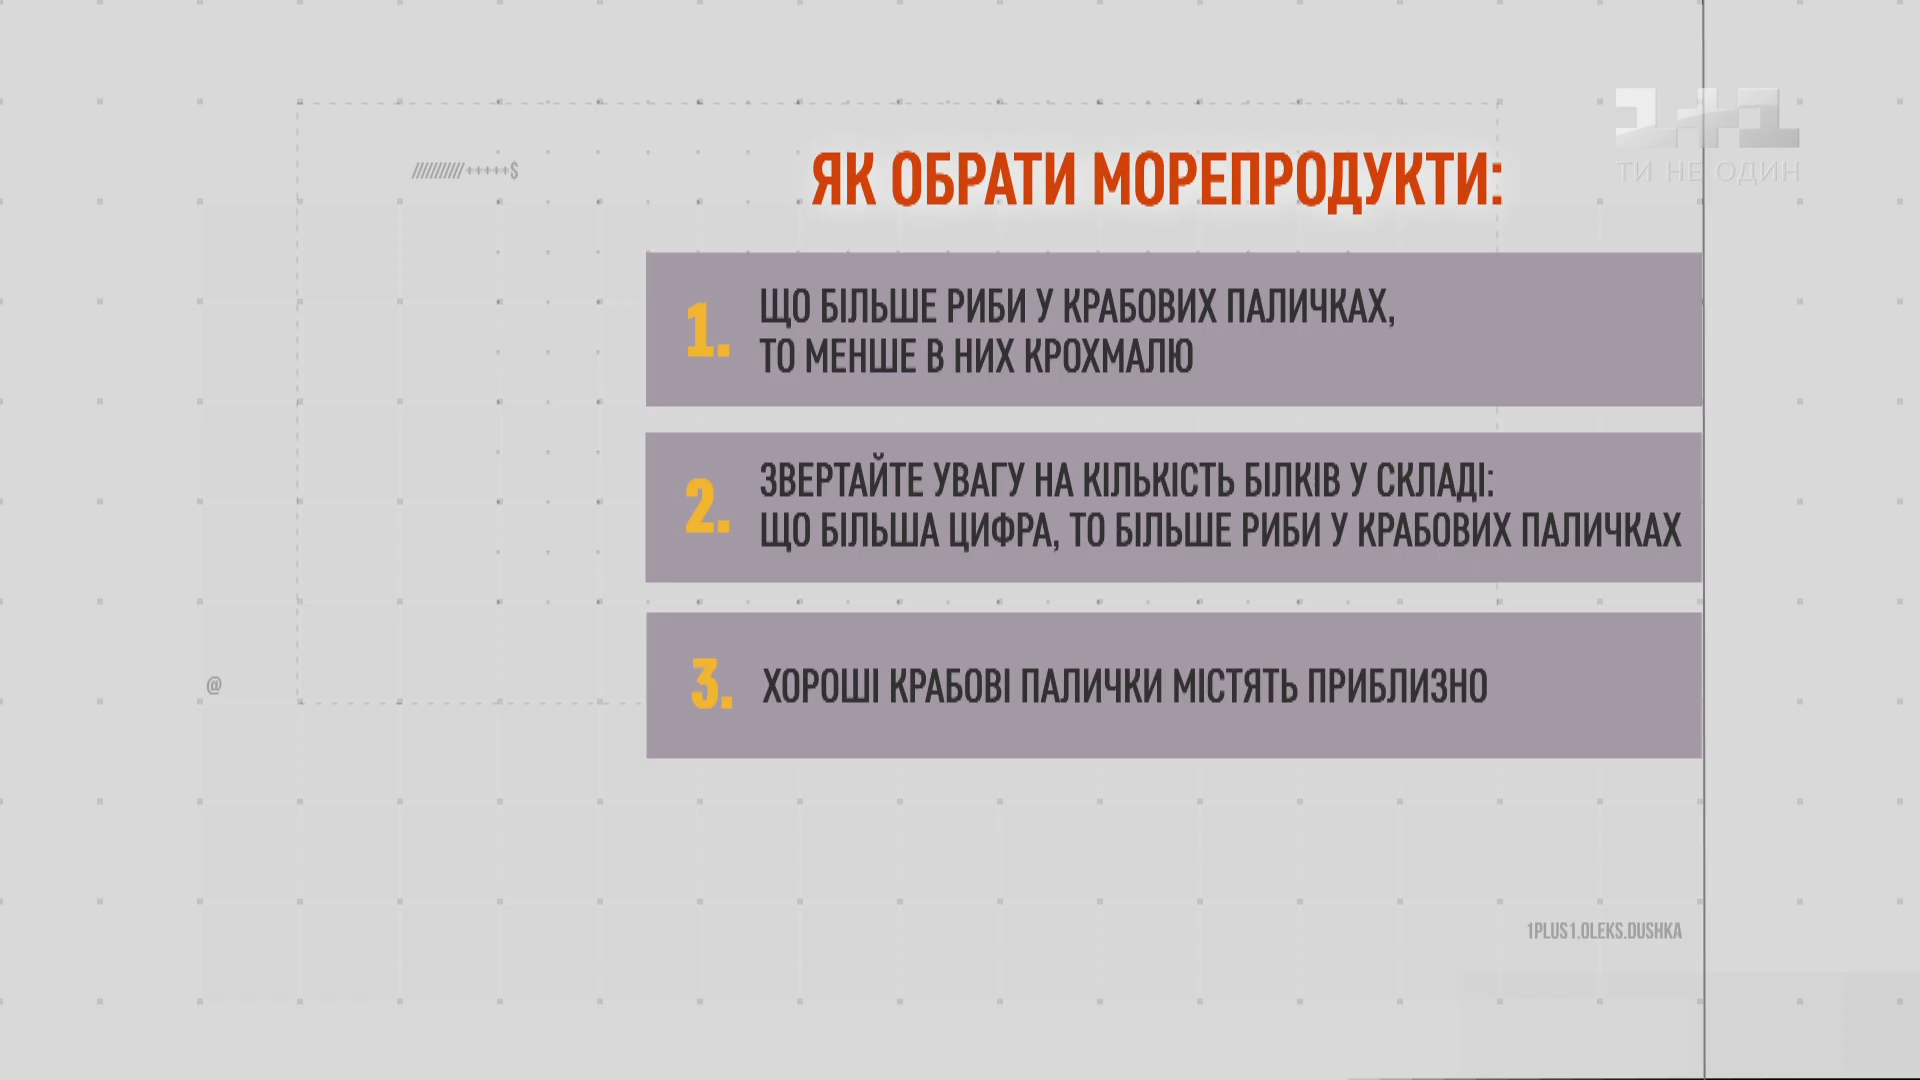 1+1
ТИ НЕ ОДИН
//////////+++++$
ЯК ОБРАТИ МОРЕПРОДУКТИ:
1. ЩО БІЛЬШЕ РИБИ У КРАБОВИХ ПАЛИЧКАХ,
ТО МЕНШЕ В НИХ КРОХМАЛЮ
2. ЗВЕРТАЙТЕ УВАГУ НА КІЛЬКІСТЬ БІЛКІВ У СКЛАДІ:
ЩО БІЛЬША ЦИФРА, ТО БІЛЬШЕ РИБИ У КРАБОВИХ ПАЛИЧКАХ
3. ХОРОШІ КРАБОВІ ПАЛИЧКИ МІСТЯТЬ ПРИБЛИЗНО
@
1PLUS1.OLEKS.DUSHKA